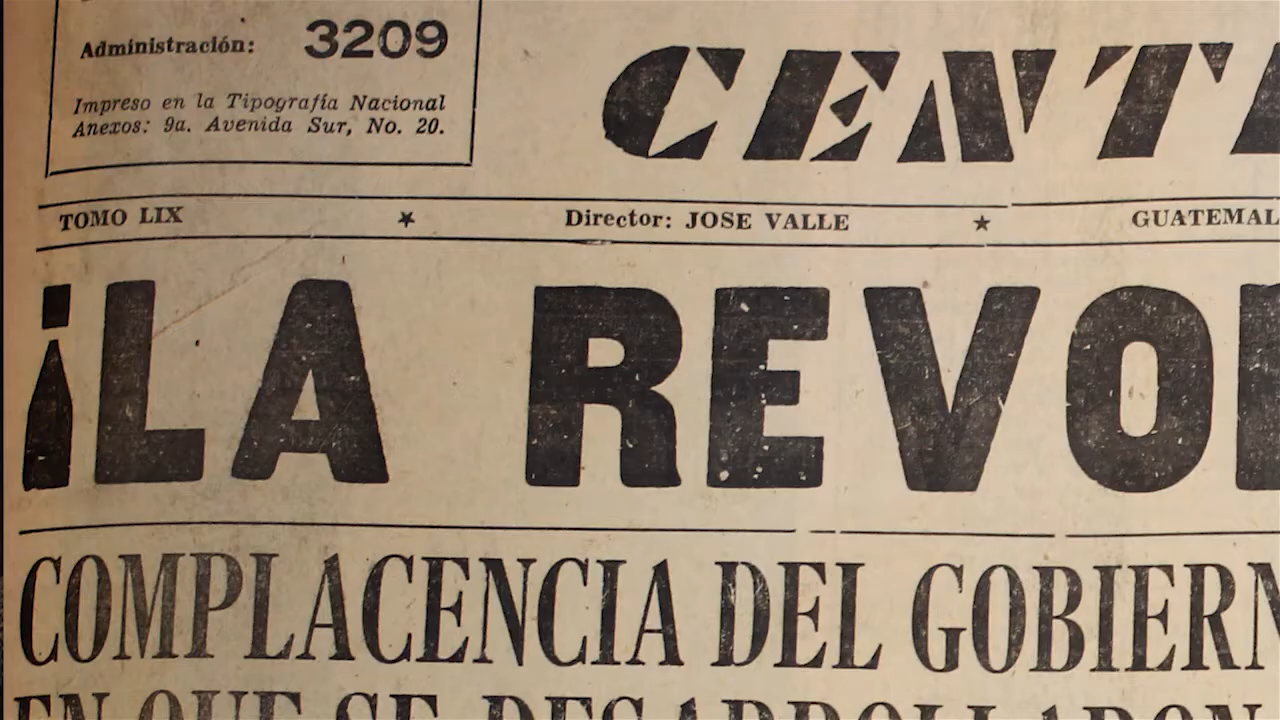 Administración: 3209
Impreso en la Tipografía Nacional
Anexos: 9a. Avenida Sur, No. 20.
CENT
TOMO LIX ★ Director: JOSE VALLE ★ GUATEMAL
¡LA REVO
COMPLACENCIA DEL GOBIERN
EN QUE SE DESARROLLARON